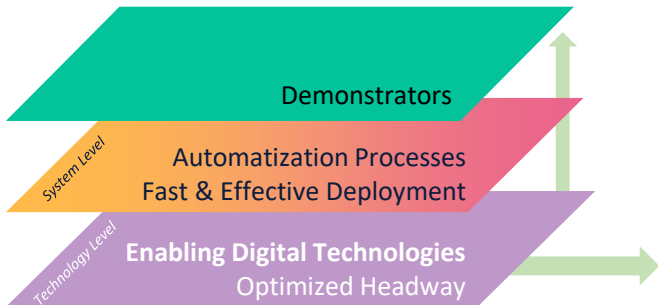 Demonstrators
System Level
Automatization Processes
Fast & Effective Deployment
Technology Level
Enabling Digital Technologies
Optimized Headway